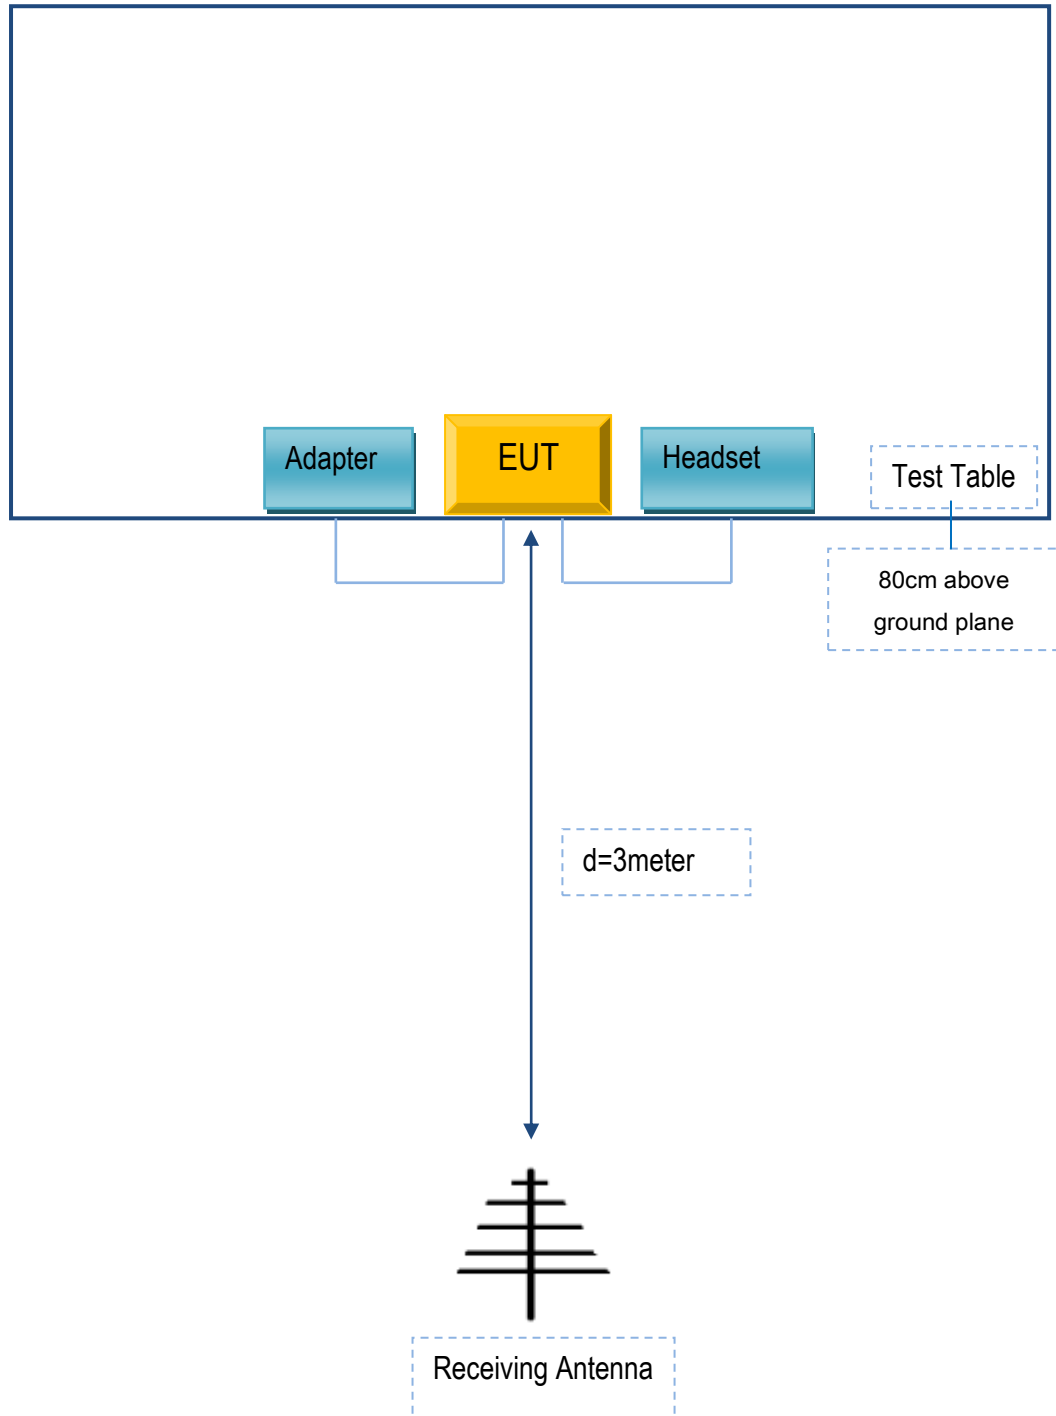 Adapter
EUT
Headset
Test Table
80cm above
ground plane
d=3meter
Receiving Antenna